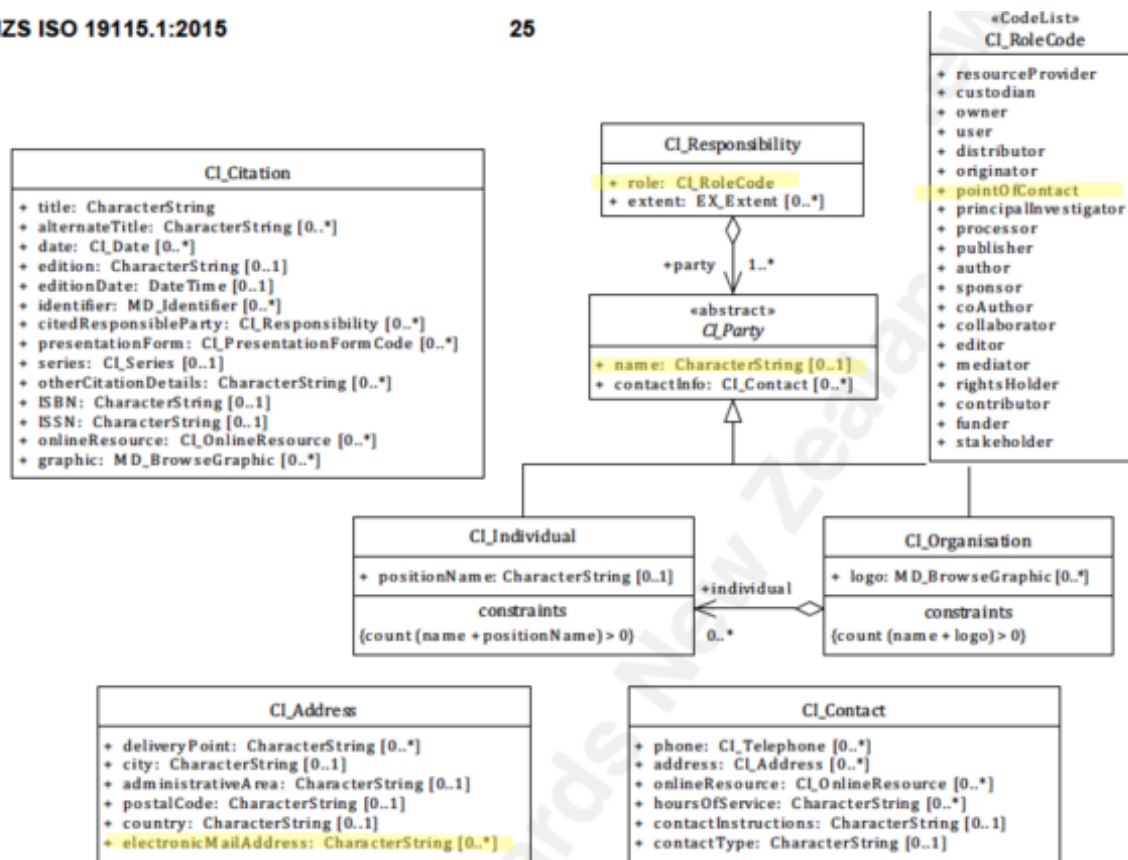 IZS ISO 19115.1:2015
25
«CodeList»
CI_RoleCode
+ resourceProvider
+ custodian
+ owner
+ user
+ distributor
+ originator
+ pointOfContact
+ principalInvestigator
+ processor
+ publisher
+ author
+ sponsor
+ coAuthor
+ collaborator
+ editor
+ mediator
+ rightsHolder
+ contributor
+ funder
+ stakeholder
CI_Responsibility
+ role: CI_RoleCode
+ extent: EX_Extent [0..*]
+party 1..*
CI_Citation
+ title: CharacterString
+ alternateTitle: CharacterString [0..*]
+ date: CI_Date [0..*]
+ edition: CharacterString [0..1]
+ editionDate: DateTime [0..1]
+ identifier: MD_Identifier [0..*]
+ citedResponsibleParty: CI_Responsibility [0..*]
+ presentationForm: CI_PresentationFormCode [0..*]
+ series: CI_Series [0..1]
+ otherCitationDetails: CharacterString [0..*]
+ ISBN: CharacterString [0..1]
+ ISSN: CharacterString [0..1]
+ onlineResource: CI_OnlineResource [0..*]
+ graphic: MD_BrowseGraphic [0..*]
«abstract»
CI_Party
+ name: CharacterString [0..1]
+ contactInfo: CI_Contact [0..*]
CI_Individual
+ positionName: CharacterString [0..1]
constraints
{count (name + positionName) > 0}
+individual
0..*
CI_Organisation
+ logo: MD_BrowseGraphic [0..*]
constraints
{count (name + logo) > 0}
CI_Address
+ deliveryPoint: CharacterString [0..*]
+ city: CharacterString [0..1]
+ administrativeArea: CharacterString [0..1]
+ postalCode: CharacterString [0..1]
+ country: CharacterString [0..1]
+ electronicMailAddress: CharacterString [0..*]
CI_Contact
+ phone: CI_Telephone [0..*]
+ address: CI_Address [0..*]
+ onlineResource: CI_OnlineResource [0..*]
+ hoursOfService: CharacterString [0..*]
+ contactInstructions: CharacterString [0..1]
+ contactType: CharacterString [0..1]
ards New Zealan
New